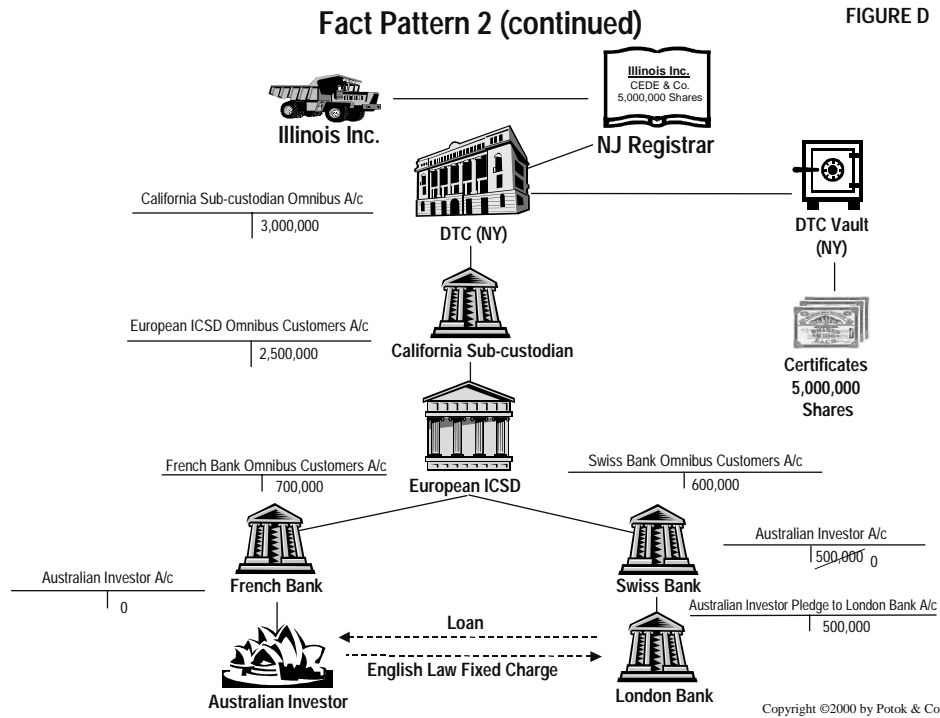 Fact Pattern 2 (continued)
FIGURE D
Illinois Inc.
CEDE & Co.
5,000,000 Shares
Illinois Inc.
NJ Registrar
California Sub-custodian Omnibus A/c
3,000,000
DTC (NY)
DTC Vault
(NY)
European ICSD Omnibus Customers A/c
2,500,000
California Sub-custodian
Certificates
5,000,000
Shares
French Bank Omnibus Customers A/c
700,000
European ICSD
Swiss Bank Omnibus Customers A/c
600,000
Australian Investor A/c
500,000 0
Australian Investor A/c
0
French Bank
Swiss Bank
Australian Investor Pledge to London Bank A/c
500,000
Loan
English Law Fixed Charge
Australian Investor
London Bank
Copyright ©2000 by Potok & Co